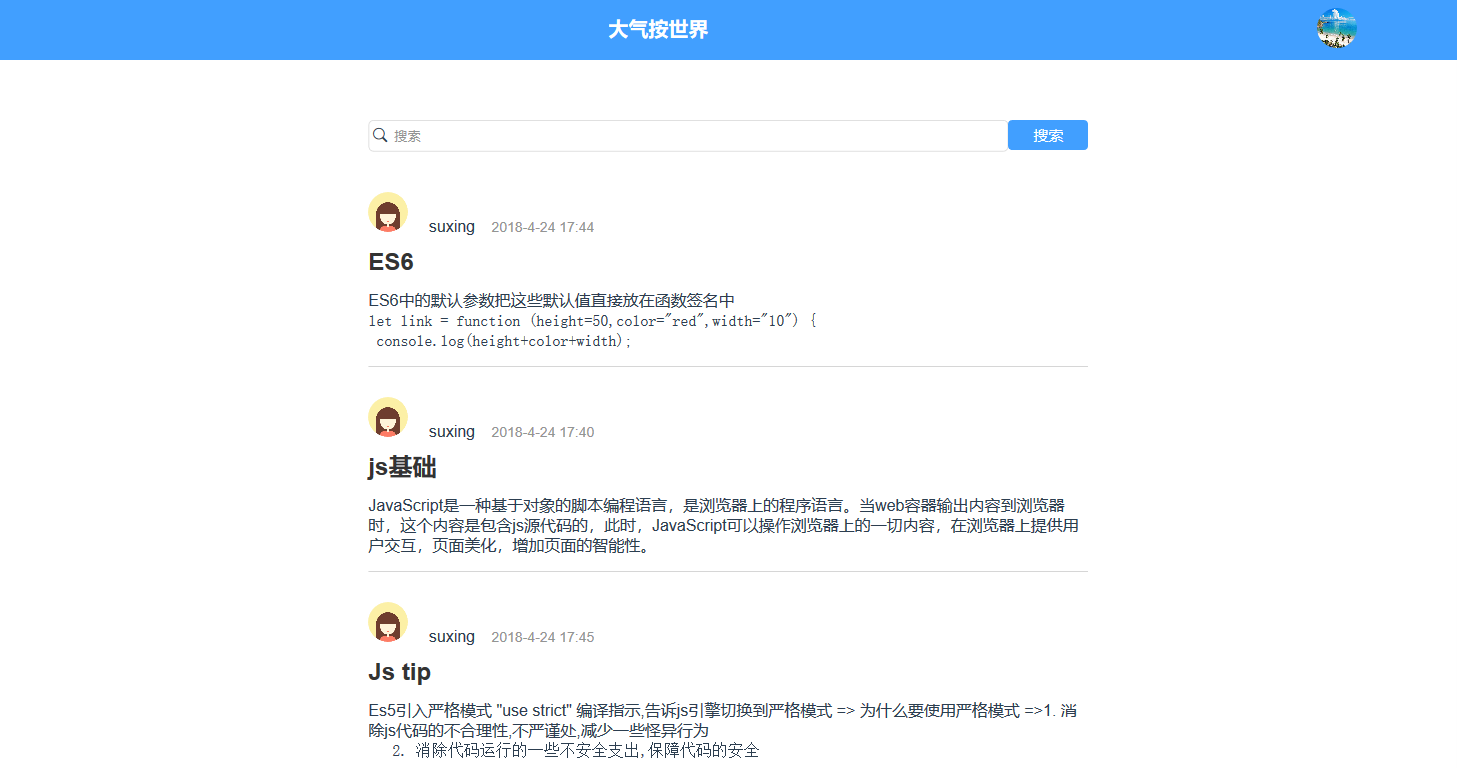 大气按世界
搜索
搜索
suxing 2018-4-24 17:44
ES6
ES6中的默认参数把这些默认值直接放在函数签名中
let link = function (height=50,color="red",width="10") {
console.log(height+color+width);
suxing 2018-4-24 17:40
js基础
JavaScript是一种基于对象的脚本编程语言，是浏览器上的程序语言。当web容器输出内容到浏览器
时，这个内容是包含js源代码的，此时，JavaScript可以操作浏览器上的一切内容，在浏览器上提供用
户交互，页面美化，增加页面的智能性。
suxing 2018-4-24 17:45
Js tip
Es5引入严格模式 "use strict" 编译指示,告诉js引擎切换到严格模式 => 为什么要使用严格模式 =>1. 消
除js代码的不合理性,不严谨处,减少一些怪异行为
2. 消除代码运行的一些不安全支出,保障代码的安全